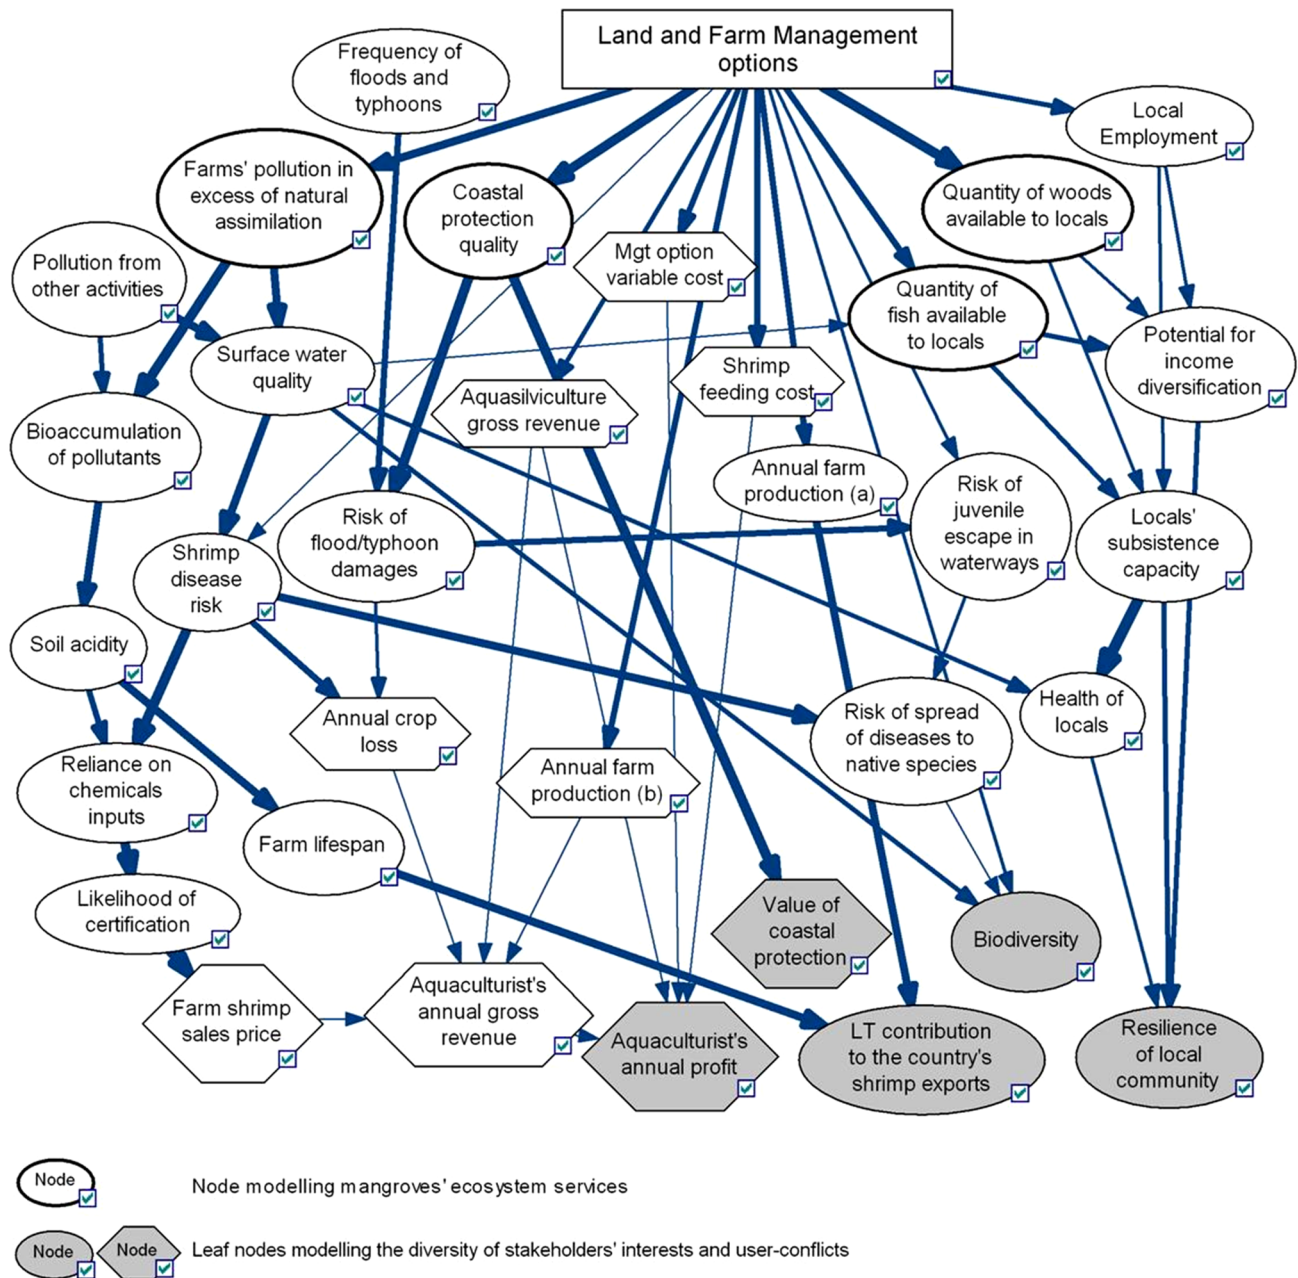 Land and Farm Management
options
Frequency of
floods and
typhoons
Local
Employment
Farms' pollution in
excess of natural
assimilation
Coastal
protection
quality
Quantity of woods
available to locals
Mgt option
variable cost
Pollution from
other activities
Quantity of
fish available
to locals
Potential for
income
diversification
Surface water
quality
Shrimp
feeding cost
Aquasilviculture
gross revenue
Bioaccumulation
of pollutants
Annual farm
production (a)
Risk of
juvenile
escape in
waterways
Risk of
flood/typhoon
damages
Locals'
subsistence
capacity
Shrimp
disease
risk
Soil acidity
Annual crop
loss
Risk of spread
of diseases to
native species
Health of
locals
Reliance on
chemicals
inputs
Annual farm
production (b)
Farm lifespan
Likelihood of
certification
Value of
coastal
protection
Biodiversity
Farm shrimp
sales price
Aquaculturist's
annual gross
revenue
Aquaculturist's
annual profit
LT contribution
to the country's
shrimp exports
Resilience
of local
community
Node
Node modelling mangroves' ecosystem services
Node
Node
Leaf nodes modelling the diversity of stakeholders' interests and user-conflicts